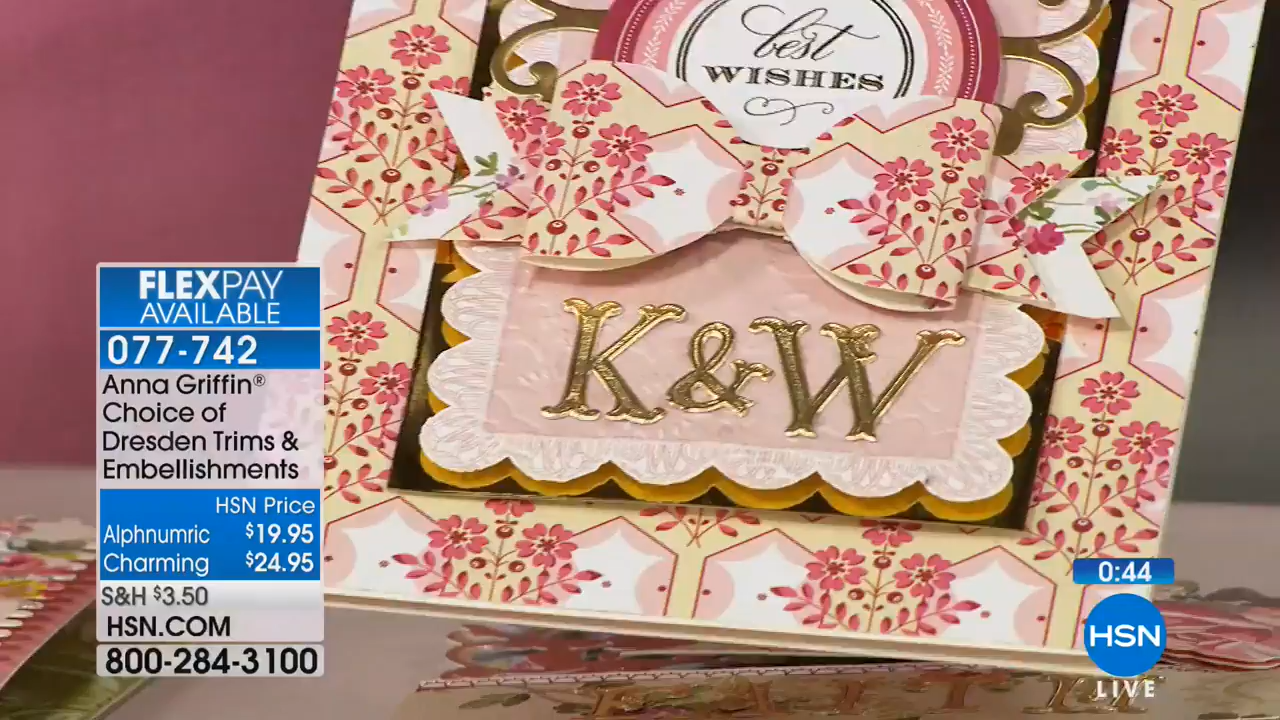 best
WISHES
K&W
FLEXPAY
AVAILABLE
077-742
Anna Griffin®
Choice of
Dresden Trims &
Embellishments
HSN Price
Alphnumric $19.95
Charming $24.95
S&H $3.50
HSN.COM
800-284-3100
0:44
HSN
LIVE